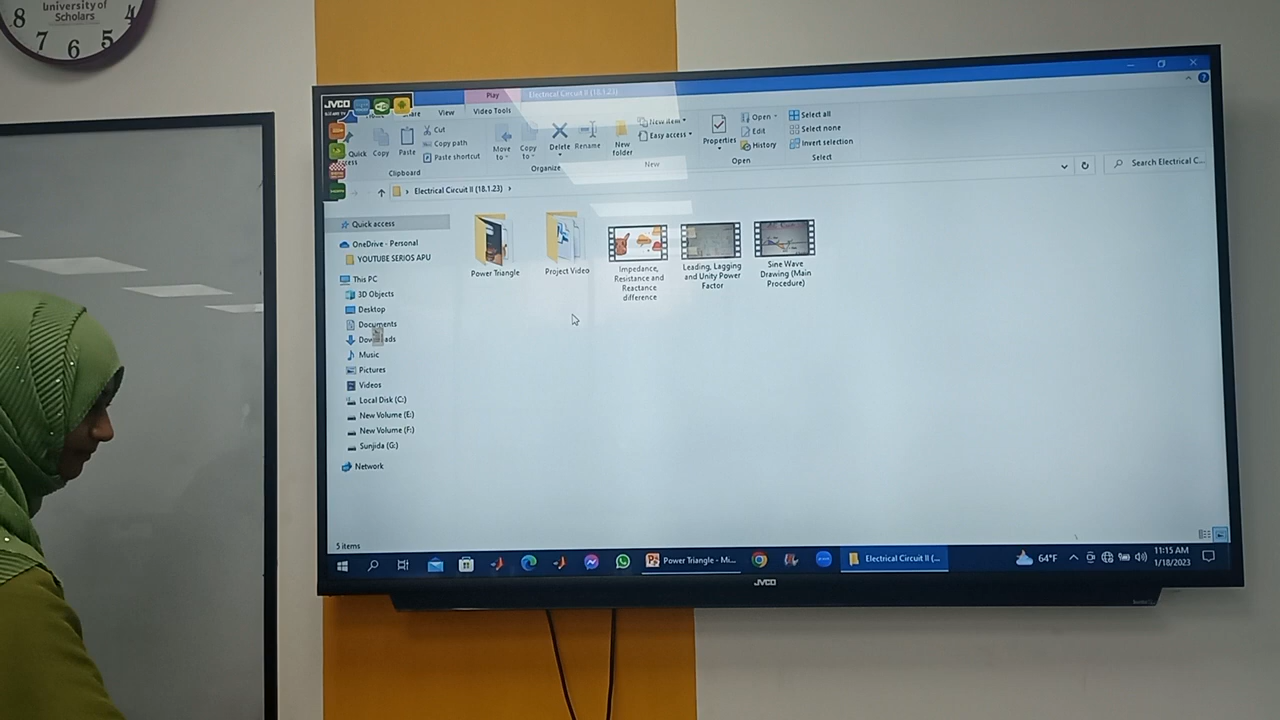 University of
Scholars
8 4
7 6 5
JVCO
Play
Electrical Circuit II (18.1.23)
View
Video Tools
Quick
Copy
Paste
Cut
Copy path
Paste shortcut
Clipboard
Move
to
Copy
to
Delete
Rename
Organize
New
folder
New item
Easy access
New
Properties
Open
Edit
History
Open
Select all
Select none
Invert selection
Select
Electrical Circuit II (18.1.23)
Search Electrical C...
Quick access
OneDrive - Personal
YOUTUBE SERIOS APU
This PC
3D Objects
Desktop
Documents
Downloads
Music
Pictures
Videos
Local Disk (C:)
New Volume (E:)
New Volume (F:)
Sunjida (G:)
Network
Power Triangle
Project Video
Impedance,
Resistance and
Reactance
difference
Leading, Lagging
and Unity Power
Factor
Sine Wave
Drawing (Main
Procedure)
5 items
Power Triangle - Mi...
Electrical Circuit II (...
64°F
11:15 AM
1/18/2023
JVCO